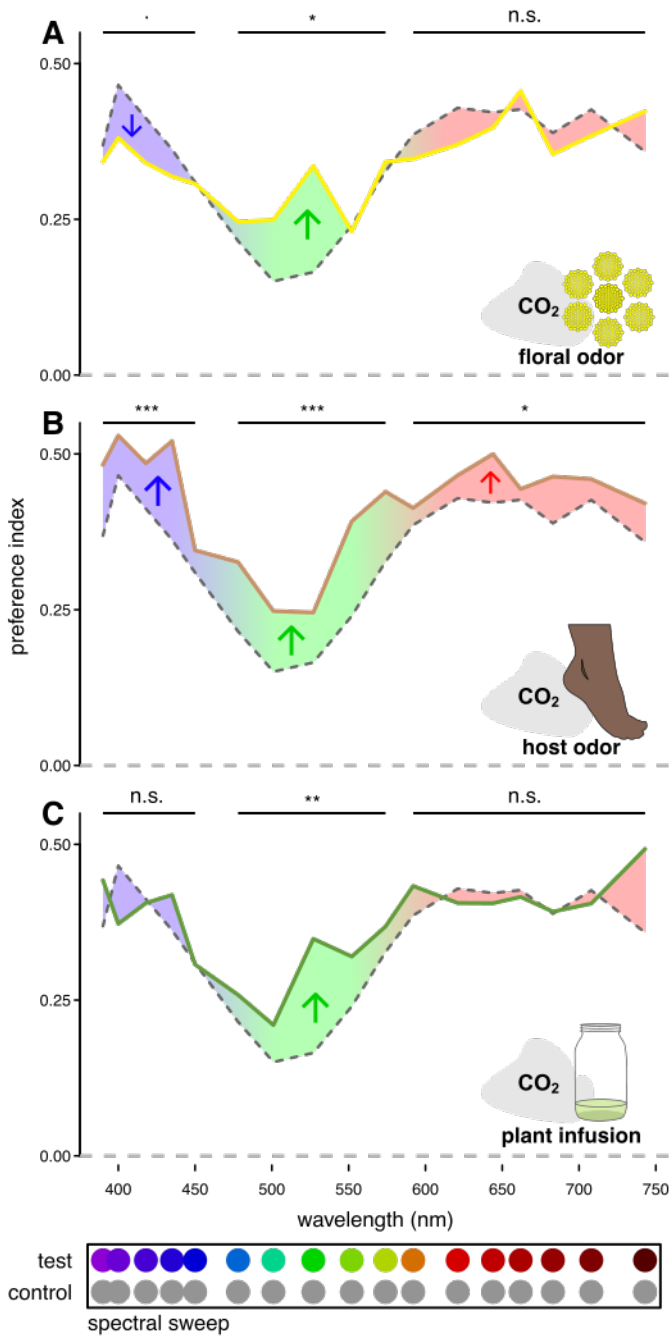 A
.
*
n.s.
0.50
0.25
0.00
CO2
floral odor
B
***
***
*
0.50
0.25
0.00
preference index
CO2
host odor
C
n.s.
**
n.s.
0.50
0.25
0.00
CO2
plant infusion
400 450 500 550 600 650 700 750
wavelength (nm)
test
control
spectral sweep